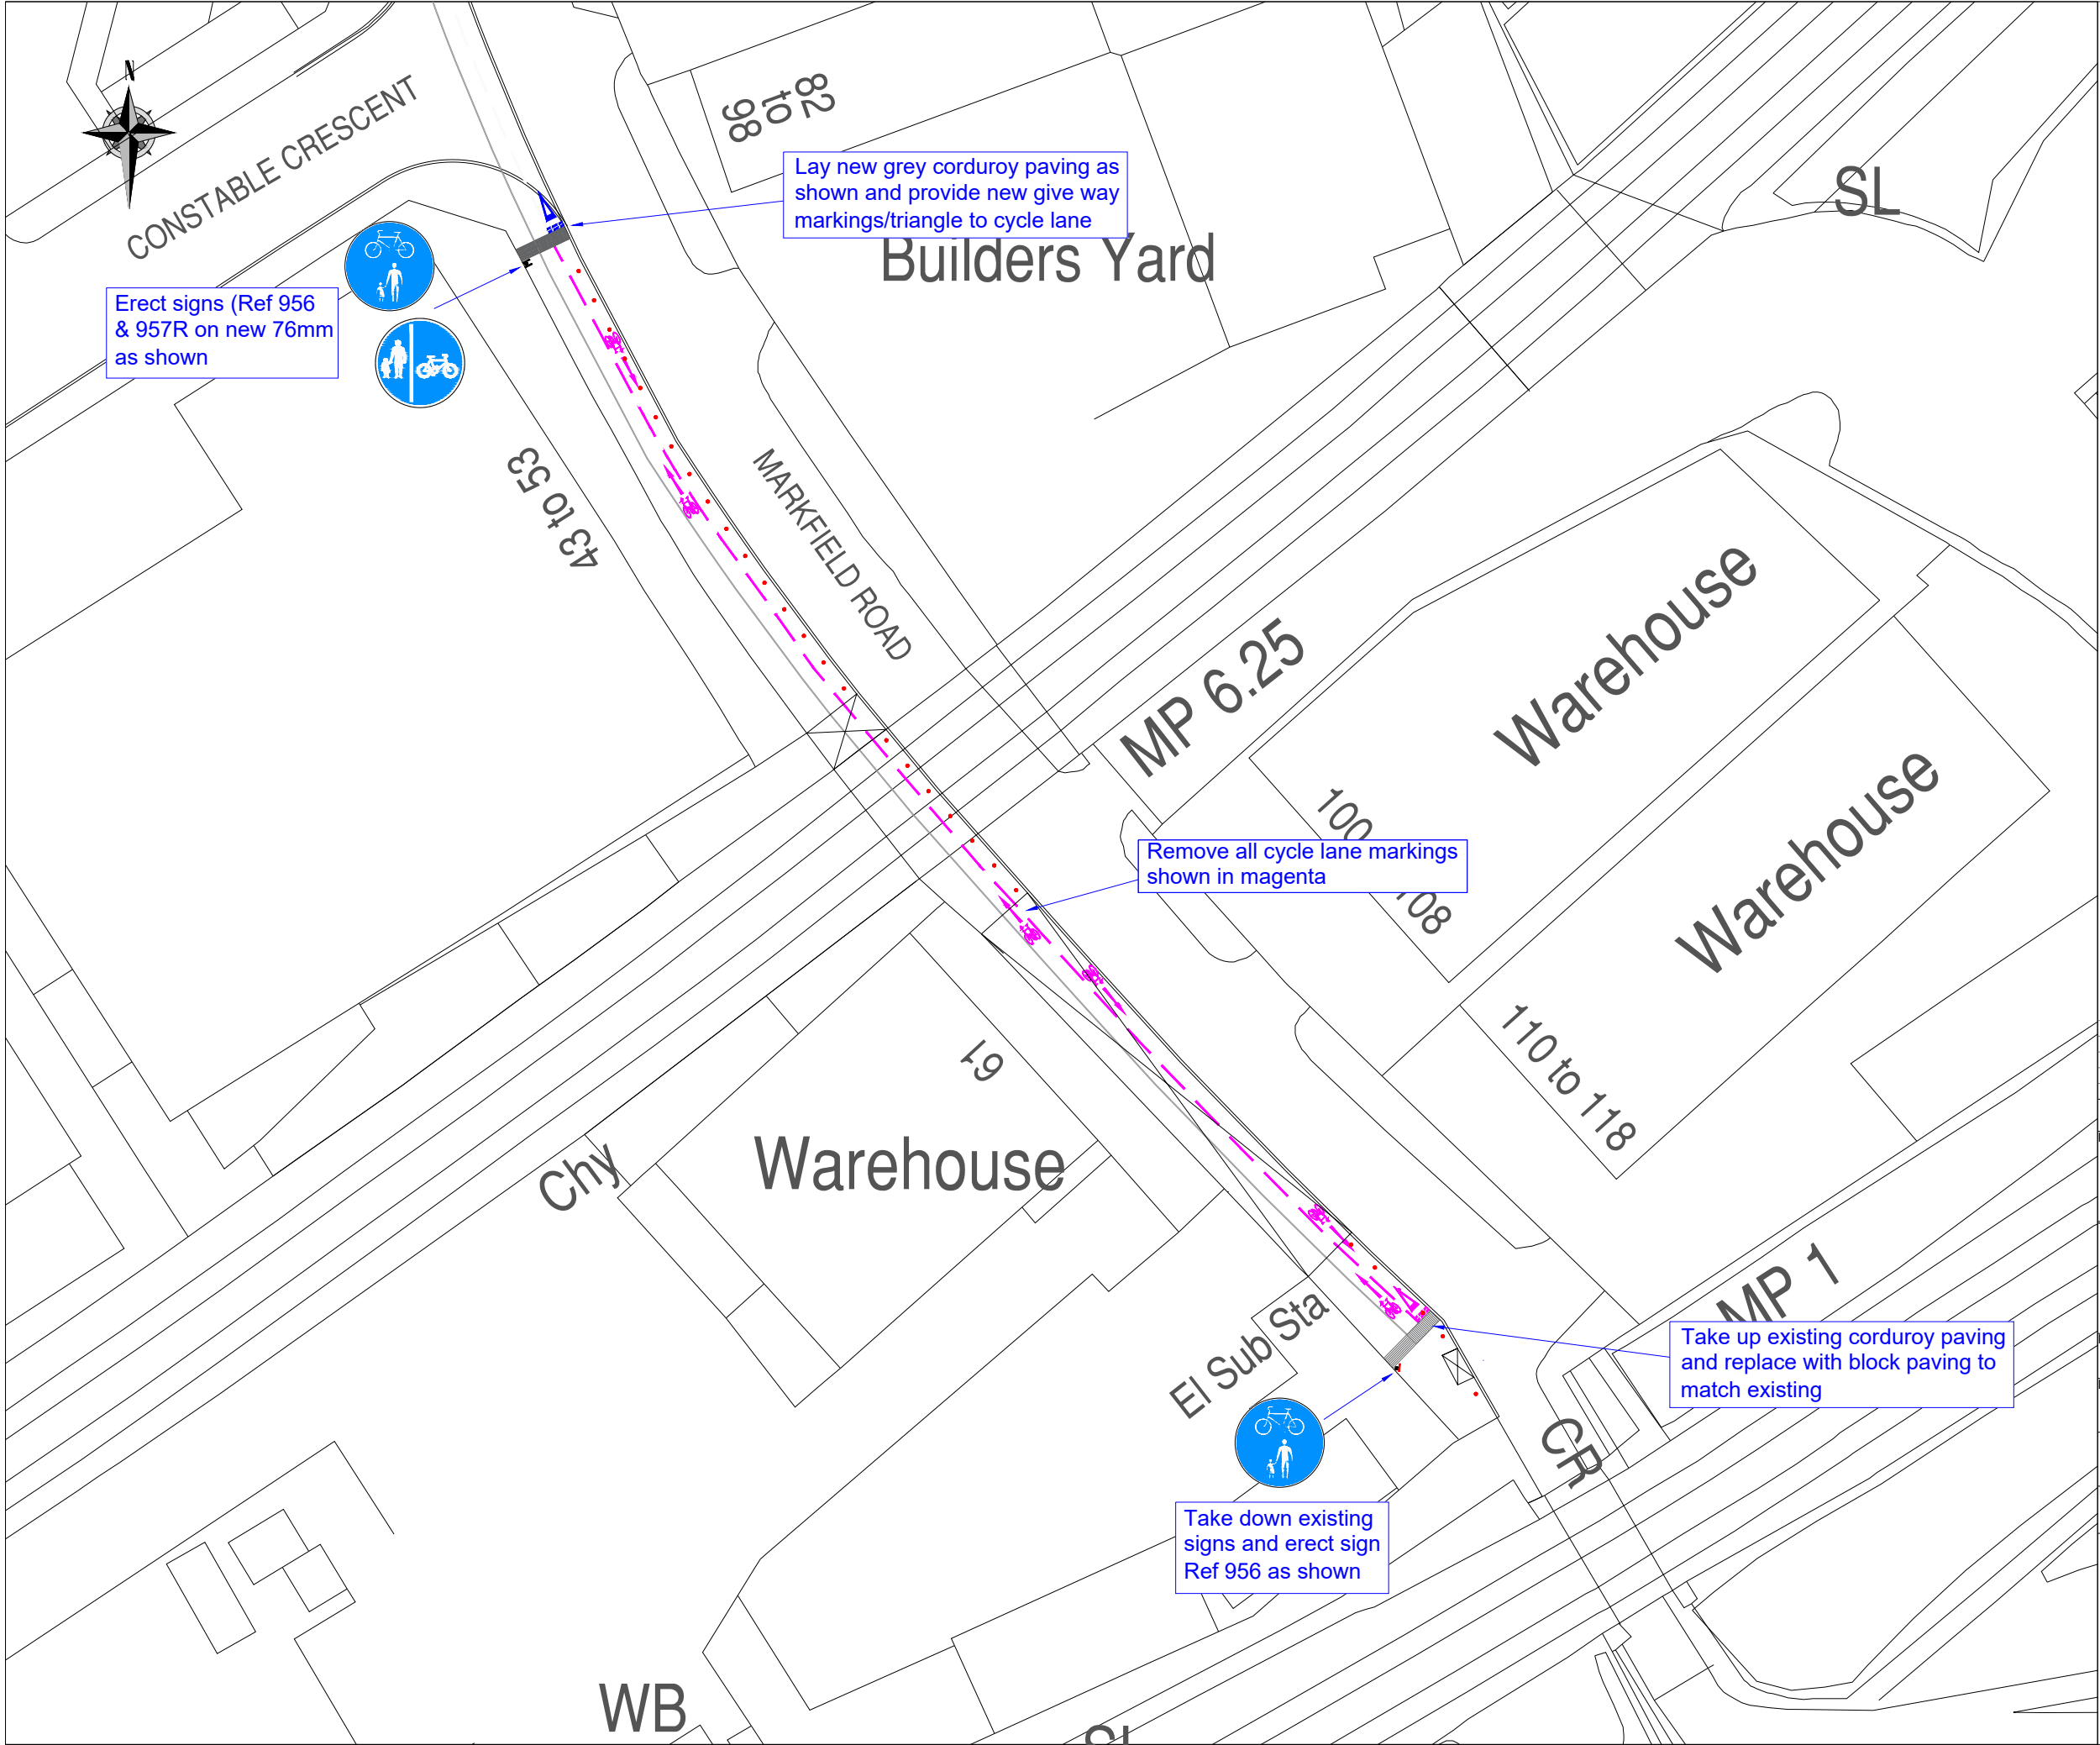 N
CONSTABLE CRESCENT
82
to
98
Lay new grey corduroy paving as
shown and provide new give way
markings/triangle to cycle lane
SL
Builders Yard
Erect signs (Ref 956
& 957R on new 76mm
as shown
43 to 53
MARKFIELD ROAD
MP 6.25
Warehouse
Warehouse
100
108
Remove all cycle lane markings
shown in magenta
61
110 to 118
Warehouse
Chy
El Sub Sta
MP 1
Take up existing corduroy paving
and replace with block paving to
match existing
CR
Take down existing
signs and erect sign
Ref 956 as shown
WB